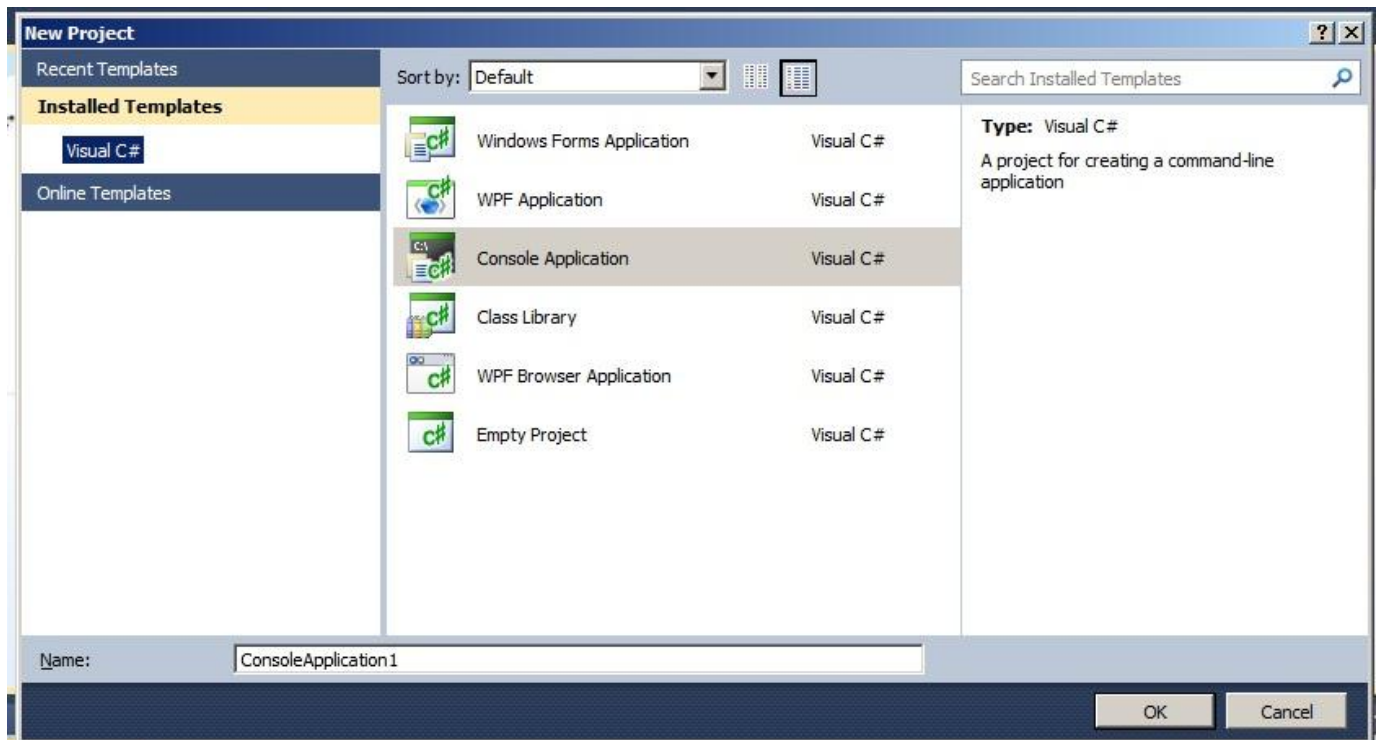 New Project
Recent Templates
Installed Templates
Visual C#
Online Templates
Sort by: Default
Search Installed Templates
Windows Forms Application Visual C#
WPF Application Visual C#
Console Application Visual C#
Class Library Visual C#
WPF Browser Application Visual C#
Empty Project Visual C#
Type: Visual C#
A project for creating a command-line
application
Name: ConsoleApplication1
OK Cancel